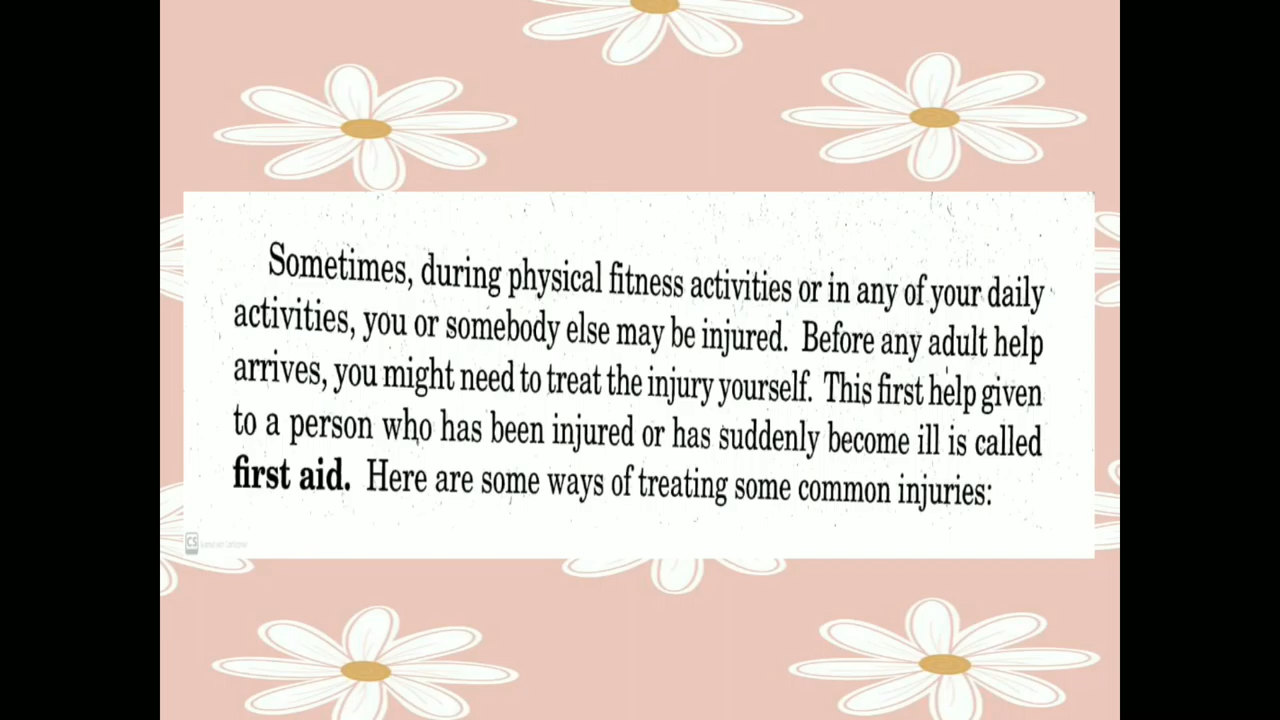 Sometimes, during physical fitness activities or in any of your daily
activities, you or somebody else may be injured. Before any adult help
arrives, you might need to treat the injury yourself. This first help given
to a person who has been injured or has suddenly become ill is called
first aid. Here are some ways of treating some common injuries:
CS